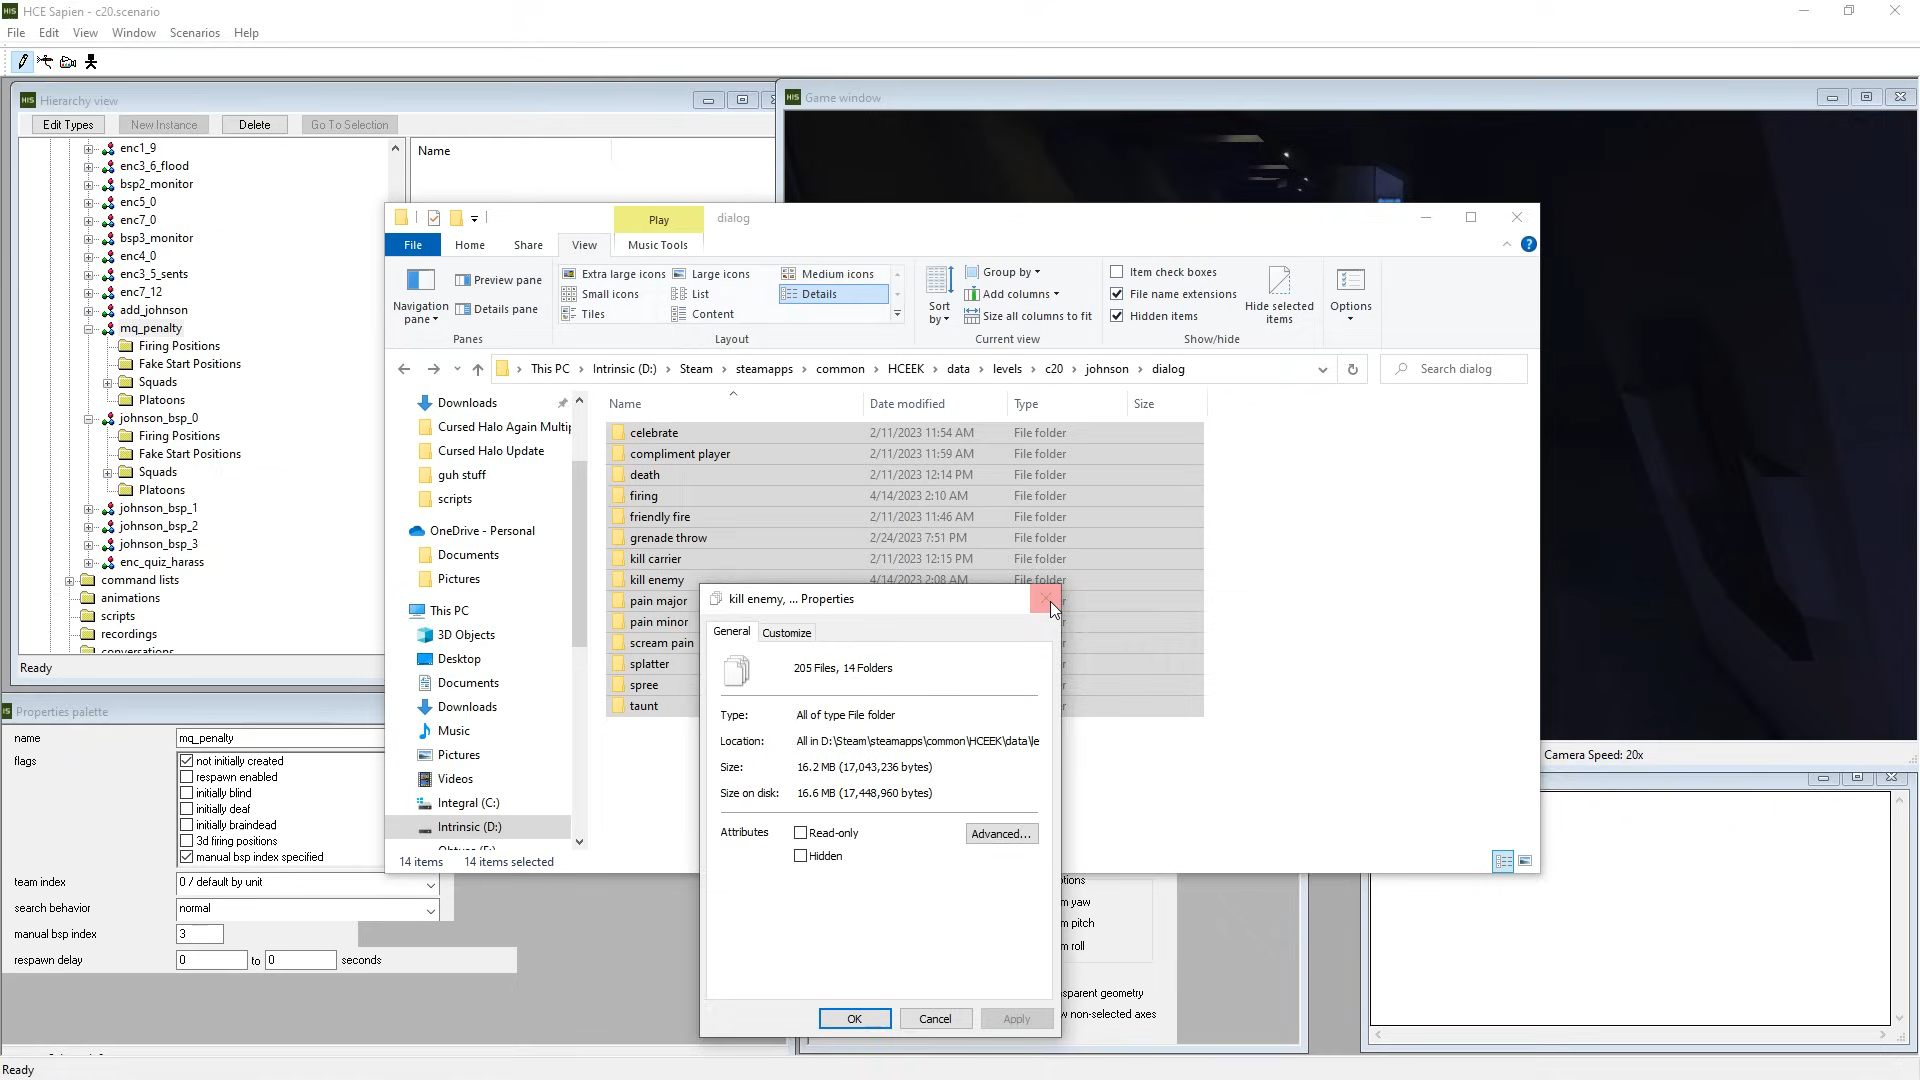 HCE Sapien - c20.scenario
File Edit View Window Scenarios Help
Hierarchy view
Edit Types New Instance Delete Go To Selection
enc1_9
enc3_6_flood
bsp2_monitor
enc5_0
enc7_0
bsp3_monitor
enc4_0
enc3_5_sents
enc7_12
add_johnson
mq_penalty
Firing Positions
Fake Start Positions
Squads
Platoons
johnson_bsp_0
Firing Positions
Fake Start Positions
Squads
Platoons
johnson_bsp_1
johnson_bsp_2
johnson_bsp_3
enc_quiz_harass
command lists
animations
scripts
recordings
conversations
Ready
Name
Game window
Camera Speed: 20x
Play dialog
File Home Share View Music Tools
Navigation pane
Preview pane
Details pane
Panes
Extra large icons Large icons Medium icons
Small icons List Details
Tiles Content
Layout
Sort by
Group by
Add columns
Size all columns to fit
Current view
Item check boxes
File name extensions
Hidden items
Hide selected items
Show/hide
Options
This PC Intrinsic (D:) Steam steamapps common HCEEK data levels c20 johnson dialog
Search dialog
Downloads
Cursed Halo Again Multip
Cursed Halo Update
guh stuff
scripts
OneDrive - Personal
Documents
Pictures
This PC
3D Objects
Desktop
Documents
Downloads
Music
Pictures
Videos
Integral (C:)
Intrinsic (D:)
Name Date modified Type Size
celebrate 2/11/2023 11:54 AM File folder
compliment player 2/11/2023 11:59 AM File folder
death 2/11/2023 12:14 PM File folder
firing 4/14/2023 2:10 AM File folder
friendly fire 2/11/2023 11:46 AM File folder
grenade throw 2/24/2023 7:51 PM File folder
kill carrier 2/11/2023 12:15 PM File folder
kill enemy 4/14/2023 2:08 AM File folder
pain major
pain minor
scream pain
splatter
spree
taunt
14 items 14 items selected
kill enemy, ... Properties
General Customize
205 Files, 14 Folders
Type: All of type File folder
Location: All in D:\Steam\steamapps\common\HCEEK\data\le
Size: 16.2 MB (17,043,236 bytes)
Size on disk: 16.6 MB (17,448,960 bytes)
Attributes Read-only Advanced...
Hidden
OK Cancel Apply
Properties palette
name mq_penalty
flags not initially created
respawn enabled
initially blind
initially deaf
initially braindead
3d firing positions
manual bsp index specified
team index 0 / default by unit
search behavior normal
manual bsp index 3
respawn delay 0 to 0 seconds
ptions
m yaw
m pitch
m roll
sparent geometry
w non-selected axes
Ready